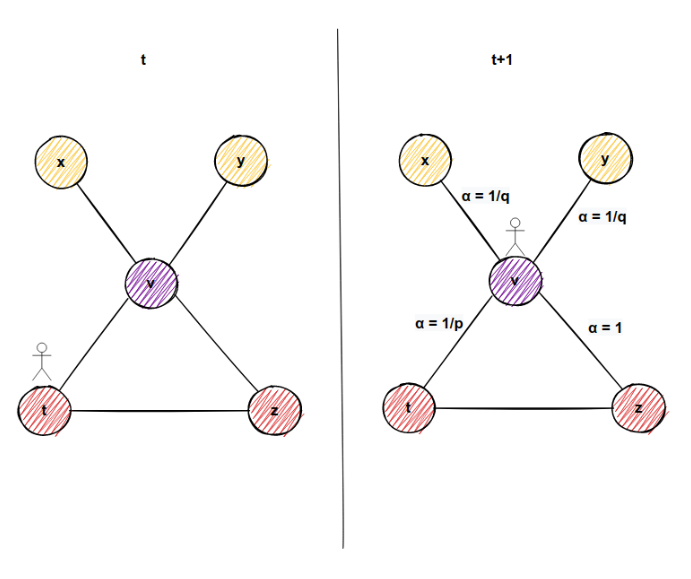 t
x
y
v
t
z
t+1
x
y
α = 1/q
α = 1/q
v
α = 1/p
α = 1
t
z